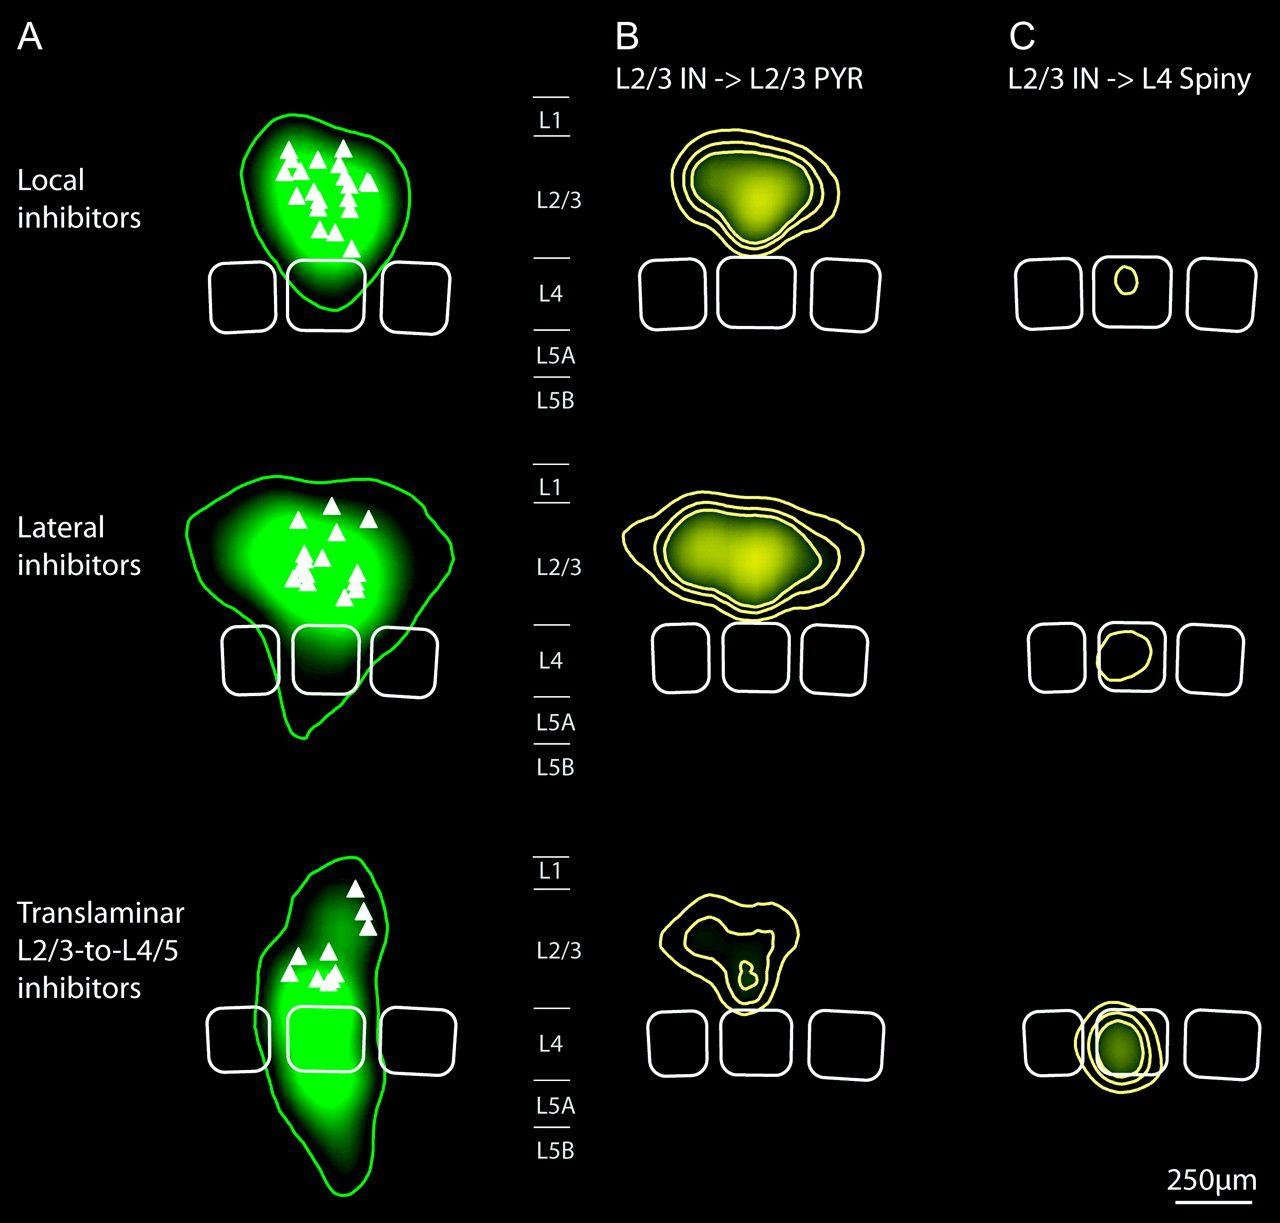 A
B
C
L2/3 IN -> L2/3 PYR
L2/3 IN -> L4 Spiny
Local
inhibitors
L1
L2/3
L4
L5A
L5B
Lateral
inhibitors
L1
L2/3
L4
L5A
L5B
Translaminar
L2/3-to-L4/5
inhibitors
L1
L2/3
L4
L5A
L5B
250µm